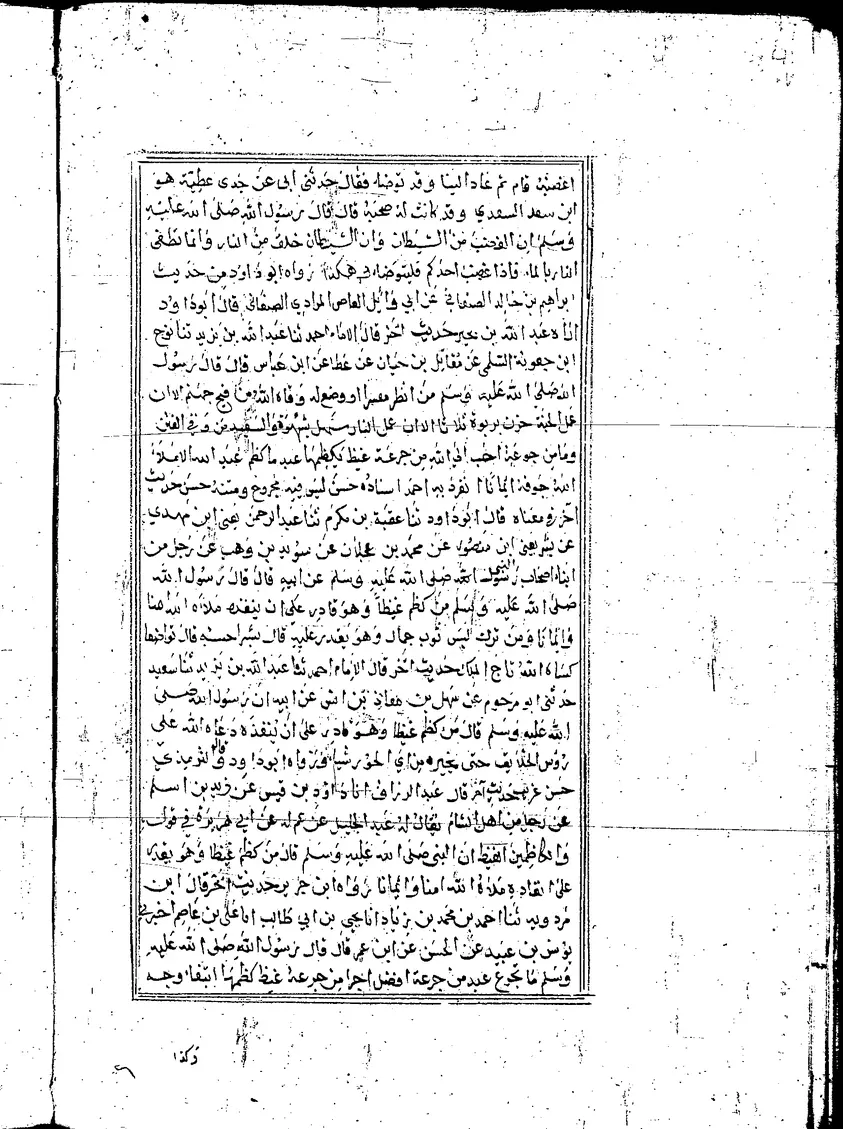 اغضبه قام ثم عاد الينا وقد توضاء فقال حدثني ابي عن جدي عطية هو
ابن سعد السعدي وقد كانت له صحبة قال قال رسول الله صلى الله عليه
وسلم ان الغضب من الشيطان وان الشيطان خلق من النار وانما تطفى
النار بالماء فاذا غضب احدكم فليتوضاء هكذا رواه ابو داود من حديث
ابراهيم بن خالد الصنعاني عن ابي وائل القاص المرادي الصنعاني قال ابو داود
اراه عبد الله بن بحير حديث اخر قال الامام احمد ثنا عبد الله بن يزيد ثنا نوح
ابن جعونة السلمي عن مقاتل بن حيان عن عطا عن ابن عباس قال قال رسول
الله صلى الله عليه وسلم من انظر معسرا او وضع له وقاه الله من فيح جهنم الا ان
عمل الجنة حزن بربوة ثلاثا الا ان عمل النار سهل بشهوة والسعيد من وقي الفتن
وما من جرعة احب الى الله من جرعة غيظ يكظمها عبد ما كظم عبد لله الا ملا
الله جوفه ايمانا انفرد به احمد اسناده حسن ليس فيه مجروح ومتنه حسن حديث
اخر في معناه قال ابو داود ثنا عقبة بن مكرم ثنا عبد الرحمن يعني ابن مهدي
عن بشر يعني ابن منصور عن محمد بن عجلان عن سويد بن وهب عن رجل من
ابناء اصحاب رسول الله صلى الله عليه وسلم عن ابيه قال قال رسول الله
صلى الله عليه وسلم من كظم غيظا وهو قادر على ان ينفذه ملاه الله امنا
وايمانا ومن ترك لبس ثوب جمال وهو يقدر عليه قال بشر احسبه قال تواضعا
كساه الله تاج الملك حديث اخر قال الامام احمد ثنا عبد الله بن يزيد ثنا سعيد
حدثني ابو مرحوم عن سهل بن معاذ بن انس عن ابيه ان رسول الله صلى
الله عليه وسلم قال من كظم غيظا وهو قادر على ان ينفذه دعاه الله على
رؤس الخلايق حتى يخيره من اي الحور شاء ورواه ابو داود والترمذي وقال
حسن غريب حديث آخر قال عبد الرزاق انا داود بن قيس عن زيد بن اسلم
عن رجل من اهل الشام يقال له عبد الجليل عن عم له عن ابي هريرة في قوله
والكاظمين الغيظ ان النبي صلى الله عليه وسلم قال من كظم غيظا وهو يقدر
على انفاده ملاه الله امنا وايمانا رواه ابن جرير حديث اخر قال ابن
مردويه ثنا احمد بن محمد بن زياد انا يحيى بن ابي طالب انا علي بن عاصم اخبرني
يونس بن عبيد عن الحسن عن ابن عمر قال قال رسول الله صلى الله عليه
وسلم ما تجرع عبد من جرعة افضل اجرا من جرعة غيظ كظمها ابتغاء وجه